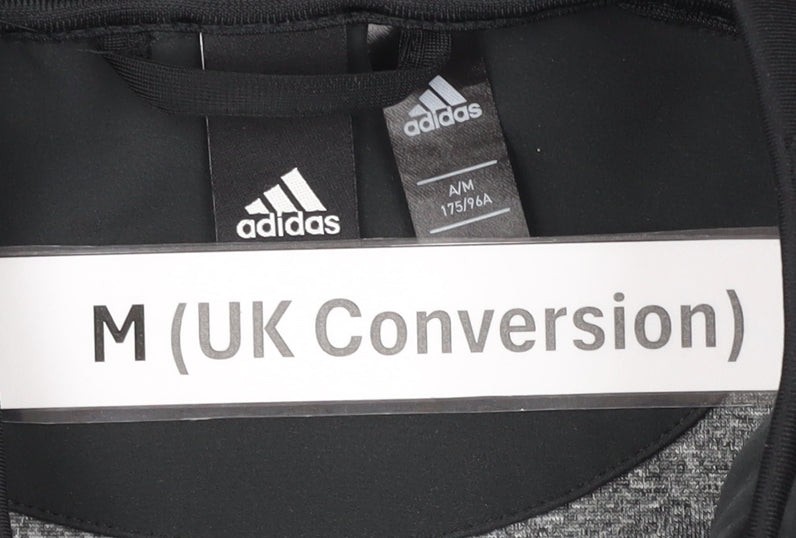 adidas
adidas
A/M
175/96A
M (UK Conversion)